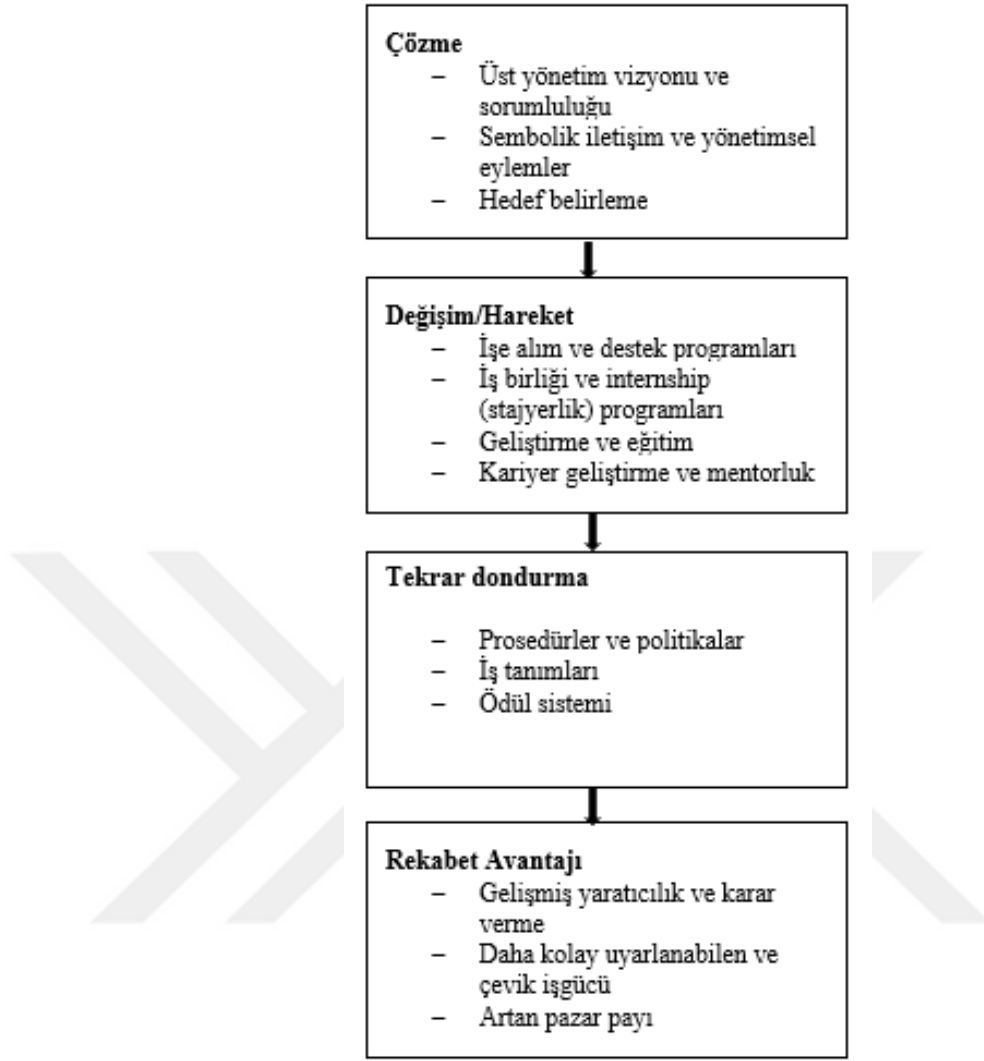 Çözme
– Üst yönetim vizyonu ve
sorumluluğu
– Sembolik iletişim ve yönetimsel
eylemler
– Hedef belirleme
Değişim/Hareket
– İşe alım ve destek programları
– İş birliği ve internship
(stajyerlik) programları
– Geliştirme ve eğitim
– Kariyer geliştirme ve mentorluk
Tekrar dondurma
– Prosedürler ve politikalar
– İş tanımları
– Ödül sistemi
Rekabet Avantajı
– Gelişmiş yaratıcılık ve karar
verme
– Daha kolay uyarlanabilen ve
çevik işgücü
– Artan pazar payı